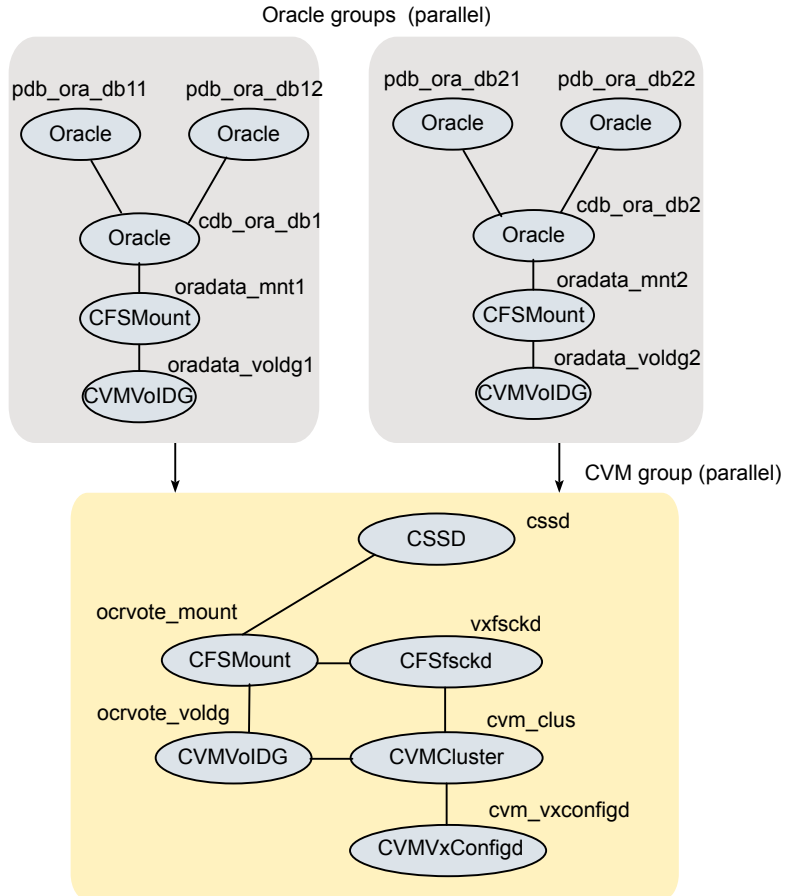 Oracle groups (parallel)
pdb_ora_db11
pdb_ora_db12
Oracle
Oracle
cdb_ora_db1
Oracle
oradata_mnt1
CFSMount
oradata_voldg1
CVMVolDG
pdb_ora_db21
pdb_ora_db22
Oracle
Oracle
cdb_ora_db2
Oracle
oradata_mnt2
CFSMount
oradata_voldg2
CVMVolDG
CVM group (parallel)
cssd
CSSD
ocrvote_mount
vxfsckd
CFSMount
CFSfsckd
ocrvote_voldg
cvm_clus
CVMVolDG
CVMCluster
cvm_vxconfigd
CVMVxConfigd